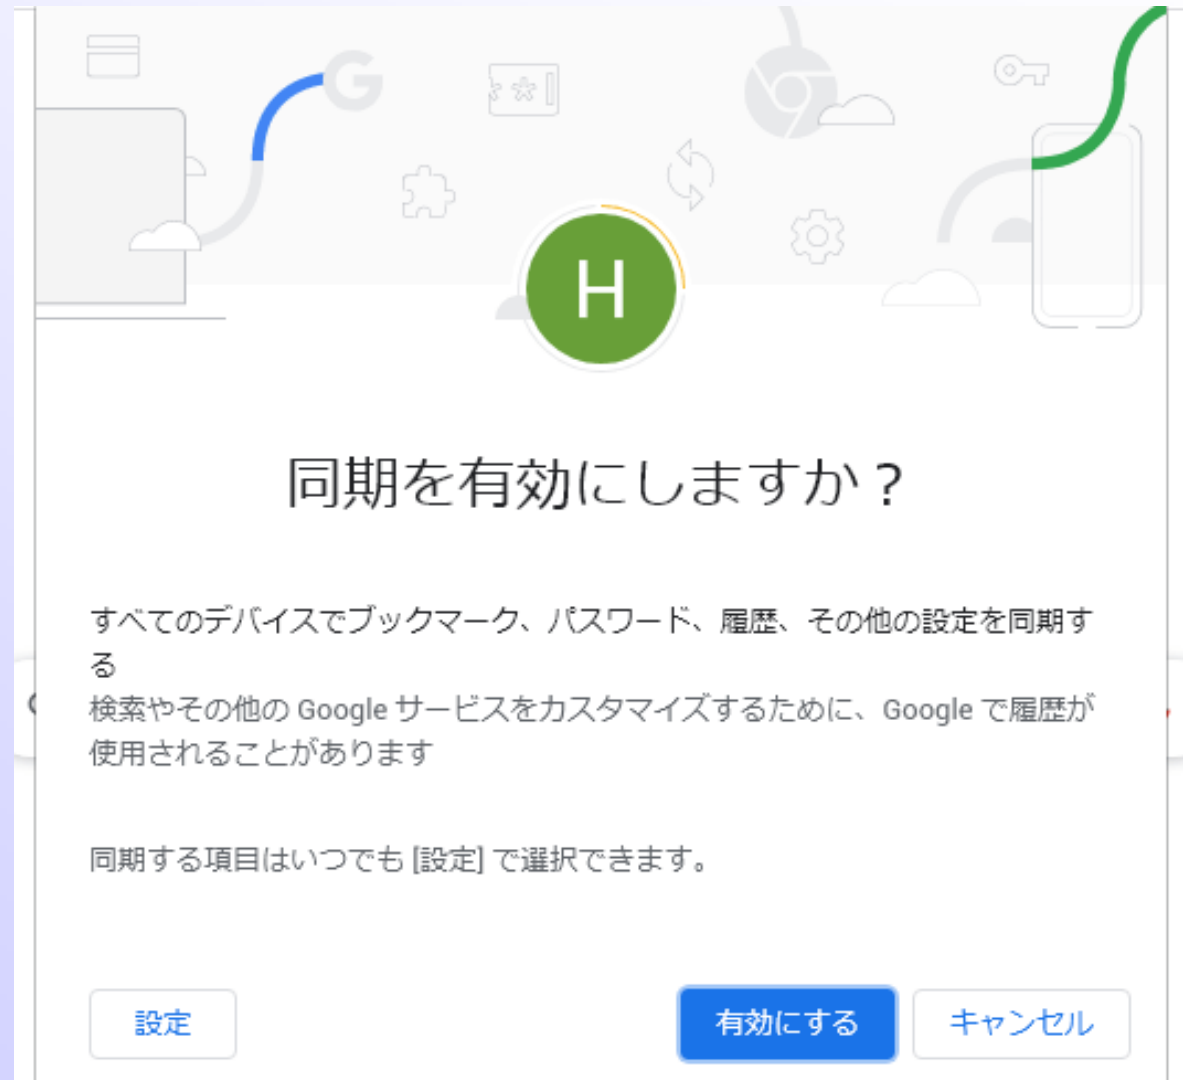 H
同期を有効にしますか？
すべてのデバイスでブックマーク、パスワード、履歴、その他の設定を同期す
る
検索やその他の Google サービスをカスタマイズするために、Google で履歴が
使用されることがあります
同期する項目はいつでも [設定] で選択できます。
設定 有効にする キャンセル